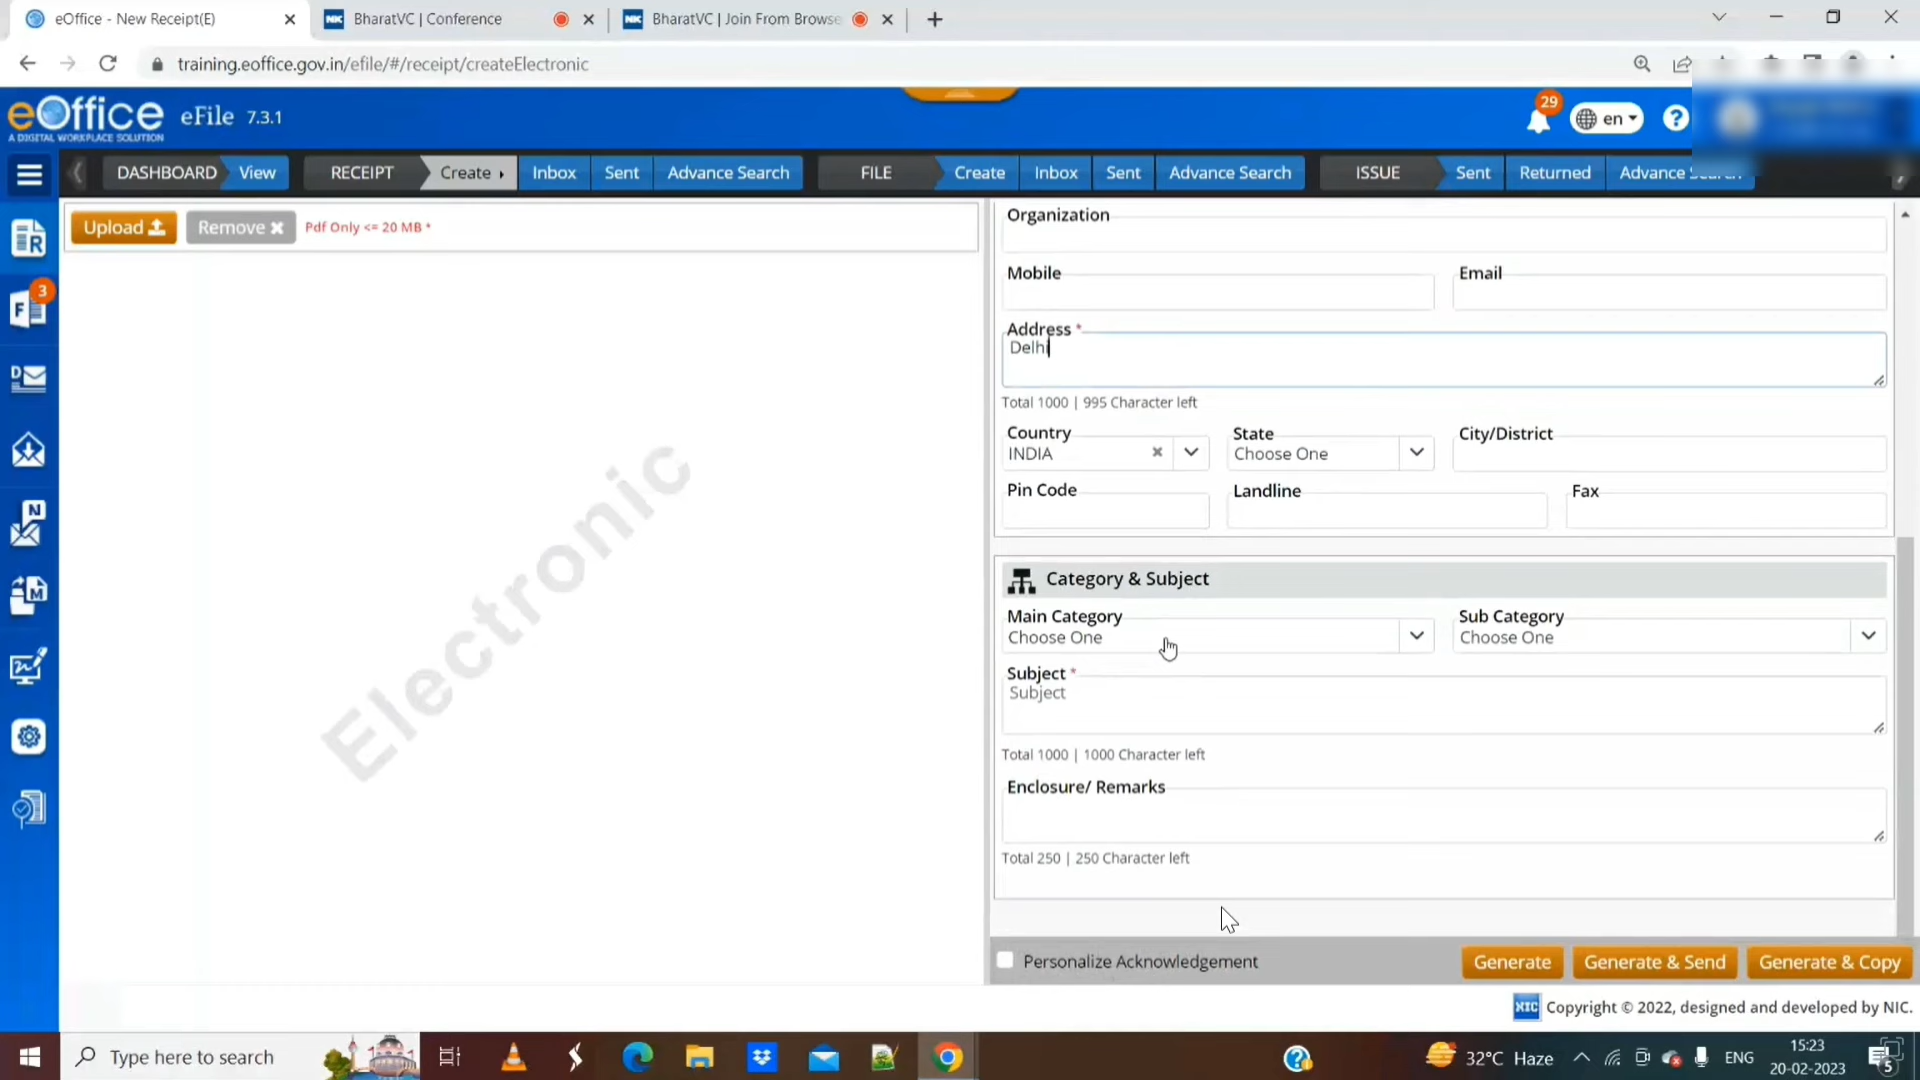 eOffice - New Receipt(E)
BharatVC | Conference
BharatVC | Join From Browse
training.eoffice.gov.in/efile/#/receipt/createElectronic
eOffice
A DIGITAL WORKPLACE SOLUTION
eFile 7.3.1
29
en
?
DASHBOARD View RECEIPT Create Inbox Sent Advance Search FILE Create Inbox Sent Advance Search ISSUE Sent Returned Advance Search
Upload Remove Pdf Only <= 20 MB *
R
F
3
D
N
M
Electronic
Organization
Mobile Email
Address *
Delhi
Total 1000 | 995 Character left
Country State City/District
INDIA Choose One
Pin Code Landline Fax
Category & Subject
Main Category Sub Category
Choose One Choose One
Subject *
Subject
Total 1000 | 1000 Character left
Enclosure/ Remarks
Total 250 | 250 Character left
Personalize Acknowledgement Generate Generate & Send Generate & Copy
NIC Copyright © 2022, designed and developed by NIC.
Type here to search
32°C Haze
ENG
15:23
20-02-2023
5